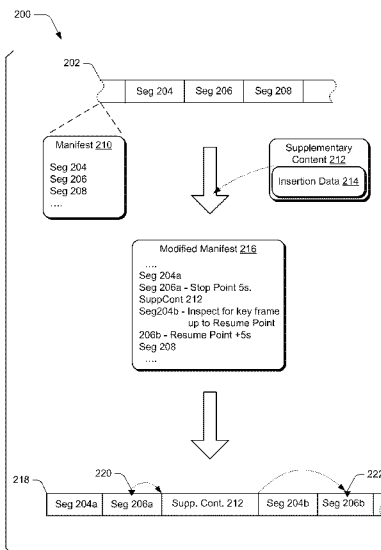 200
202
Seg 204 Seg 206 Seg 208
Manifest 210
Seg 204
Seg 206
Seg 208
....
Supplementary
Content 212
Insertion Data 214
Modified Manifest 216
....
Seg 204a
Seg 206a - Stop Point 5s.
SuppCont 212
Seg204b - Inspect for key frame
up to Resume Point
206b - Resume Point +5s
Seg 208
....
218
220
222
Seg 204a Seg 206a Supp. Cont. 212 Seg 204b Seg 206b